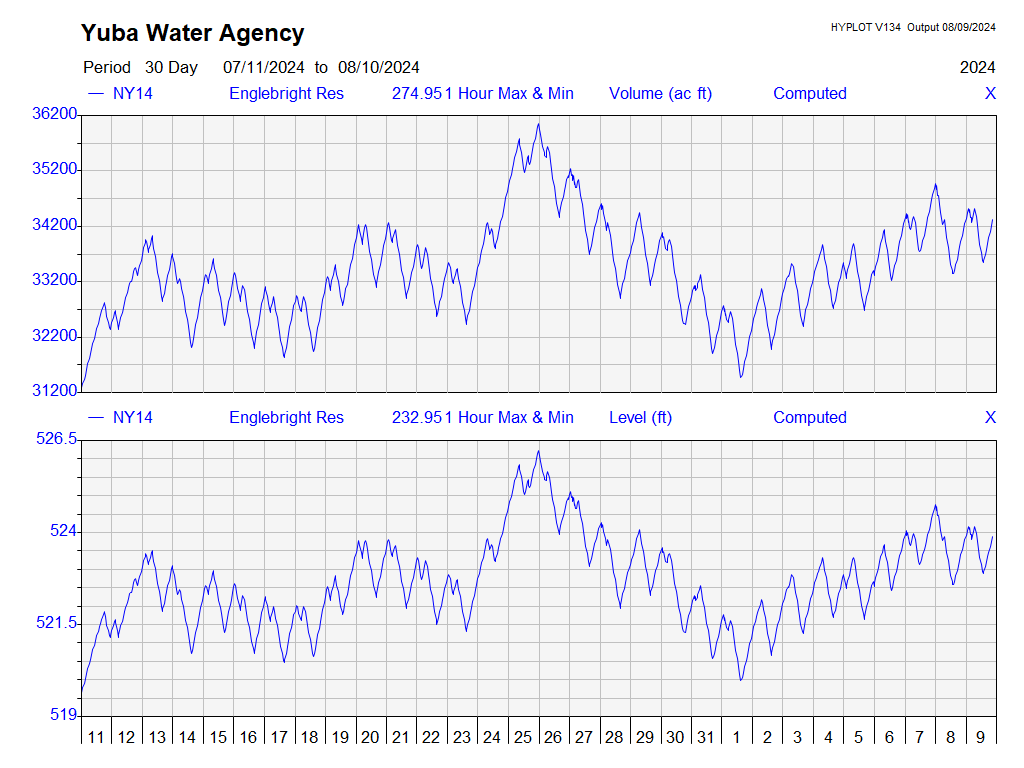 Yuba Water Agency
HYPLOT V134 Output 08/09/2024
Period 30 Day 07/11/2024 to 08/10/2024
2024
NY14 Englebright Res 274.951 Hour Max & Min Volume (ac ft) Computed X
36200
35200
34200
33200
32200
31200
NY14 Englebright Res 232.951 Hour Max & Min Level (ft) Computed X
526.5
524
521.5
519
11 12 13 14 15 16 17 18 19 20 21 22 23 24 25 26 27 28 29 30 31 1 2 3 4 5 6 7 8 9